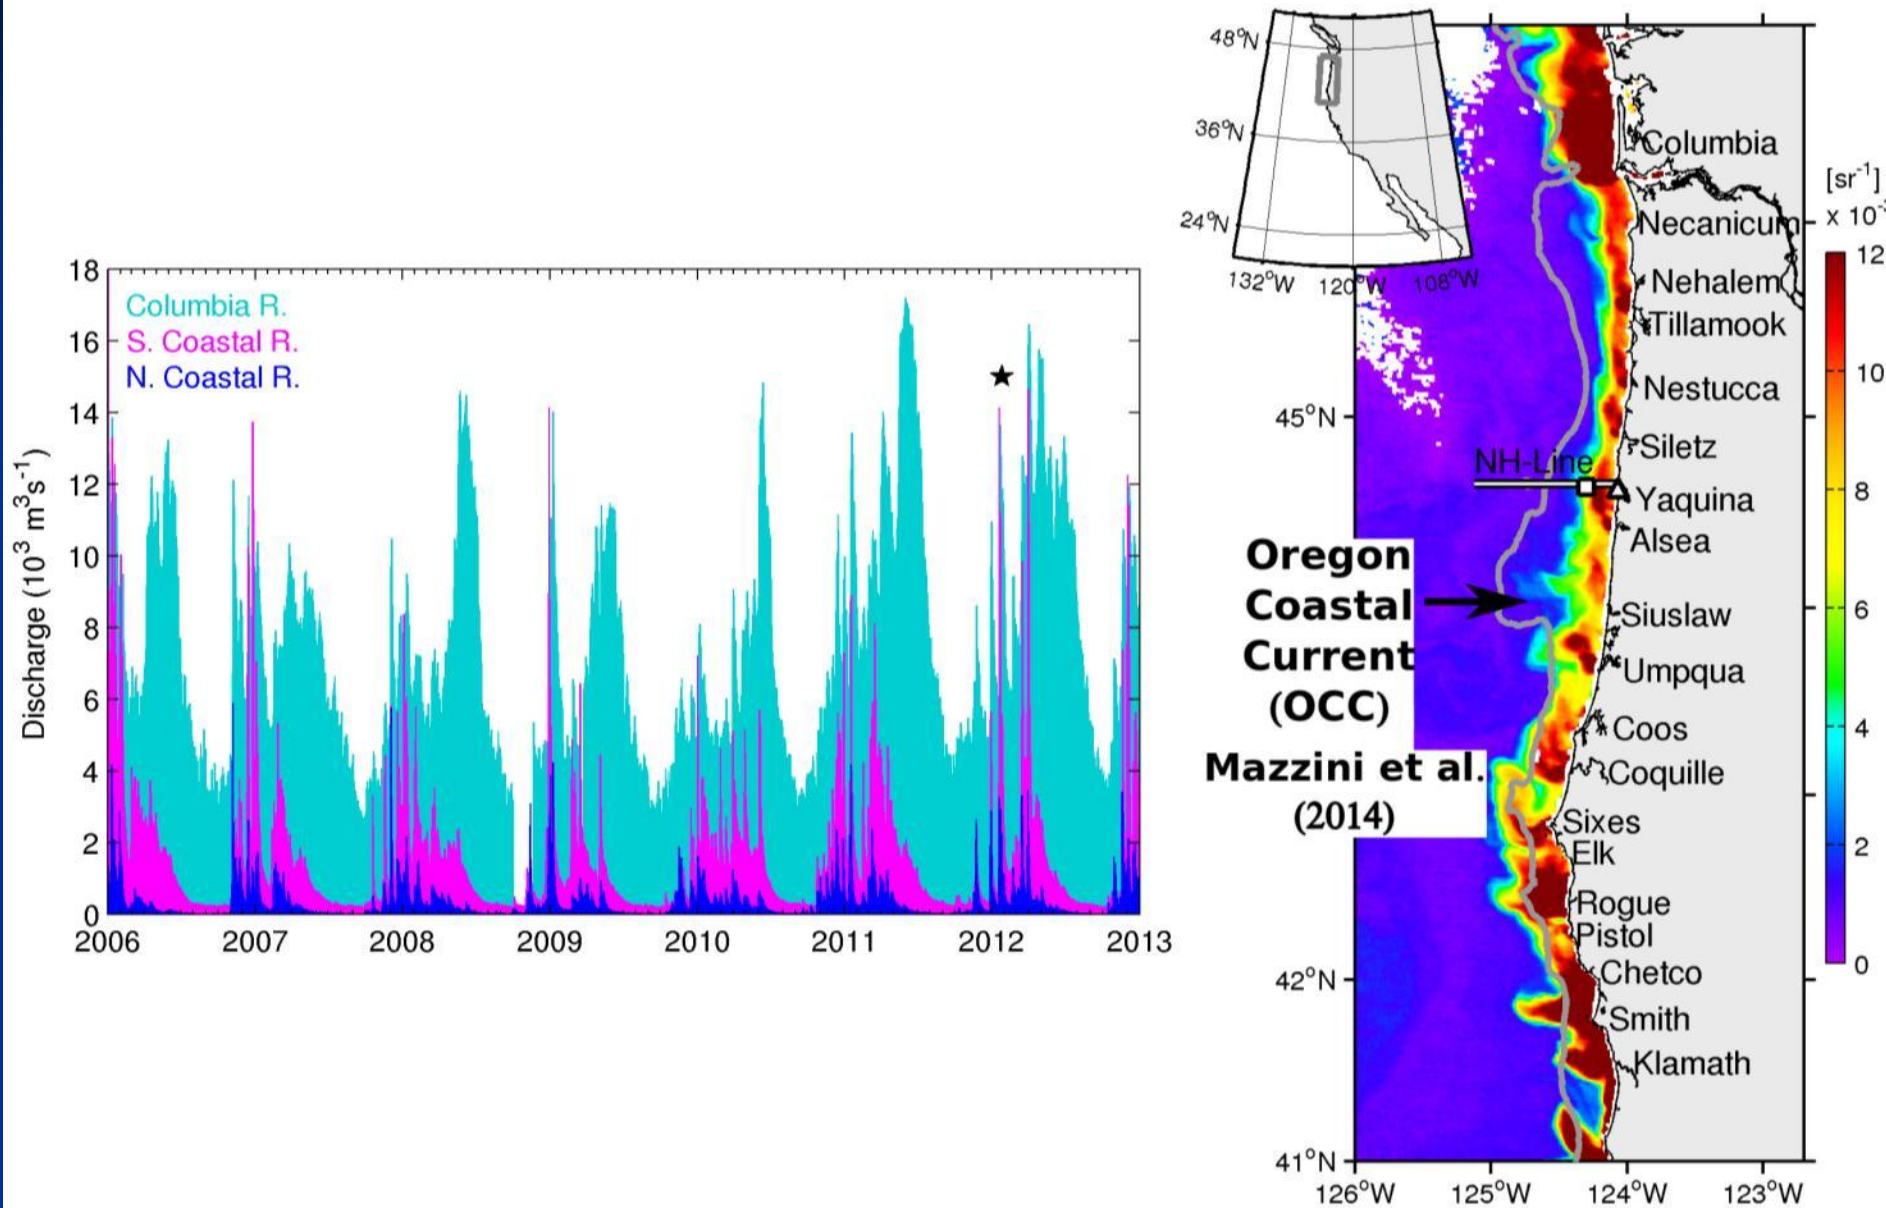 Discharge (10³ m³s⁻¹)
18
16
14
12
10
8
6
4
2
0
Columbia R.
S. Coastal R.
N. Coastal R.
2006 2007 2008 2009 2010 2011 2012 2013
48°N
36°N
24°N
132°W 120°W 108°W
45°N
42°N
41°N
126°W 125°W 124°W 123°W
NH-Line
Oregon
Coastal
Current
(OCC)
Mazzini et al.
(2014)
Columbia
Necanicum
Nehalem
Tillamook
Nestucca
Siletz
Yaquina
Alsea
Siuslaw
Umpqua
Coos
Coquille
Sixes
Elk
Rogue
Pistol
Chetco
Smith
Klamath
[sr⁻¹]
x 10⁻³
12
10
8
6
4
2
0